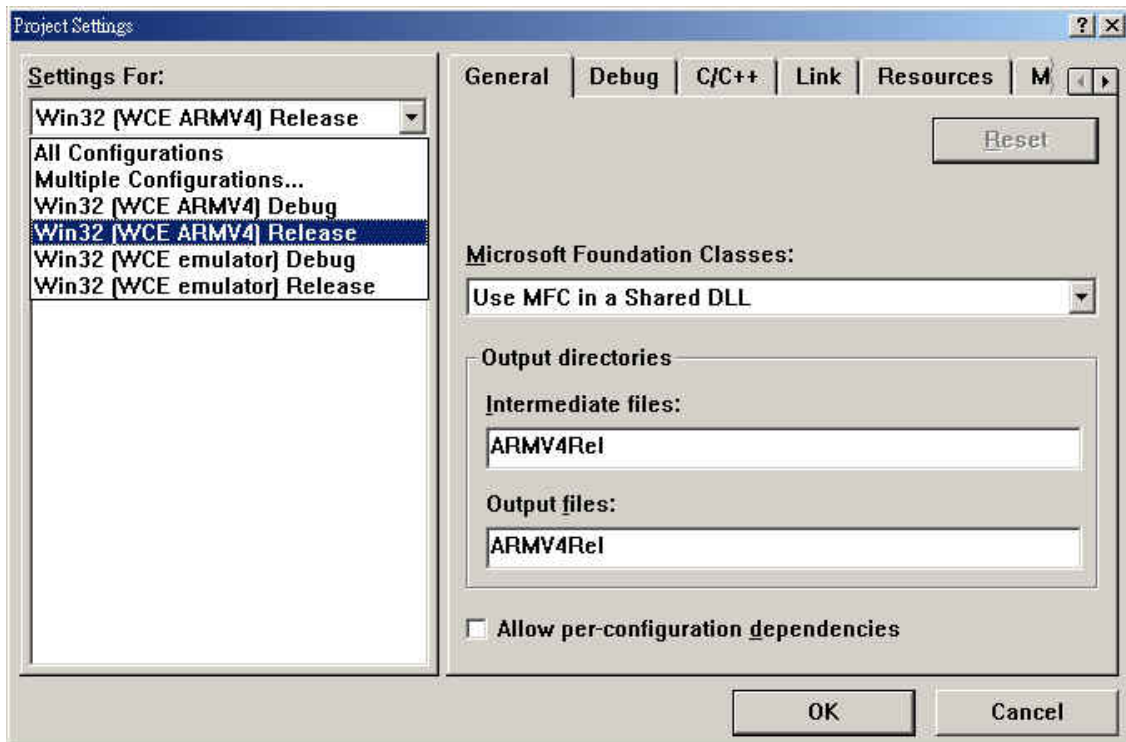 Project Settings
Settings For:
Win32 (WCE ARMV4) Release
All Configurations
Multiple Configurations...
Win32 (WCE ARMV4) Debug
Win32 (WCE ARMV4) Release
Win32 (WCE emulator) Debug
Win32 (WCE emulator) Release
General Debug C/C++ Link Resources M
Reset
Microsoft Foundation Classes:
Use MFC in a Shared DLL
Output directories
Intermediate files:
ARMV4Rel
Output files:
ARMV4Rel
Allow per-configuration dependencies
OK Cancel